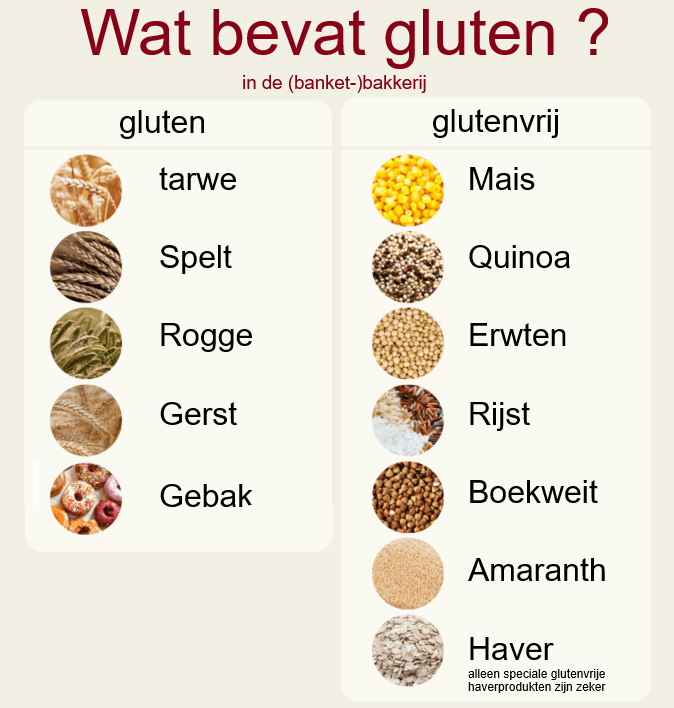 Wat bevat gluten ?
in de (banket-)bakkerij
gluten
tarwe
Spelt
Rogge
Gerst
Gebak
glutenvrij
Mais
Quinoa
Erwten
Rijst
Boekweit
Amaranth
Haver
alleen speciale glutenvrije
haverprodukten zijn zeker